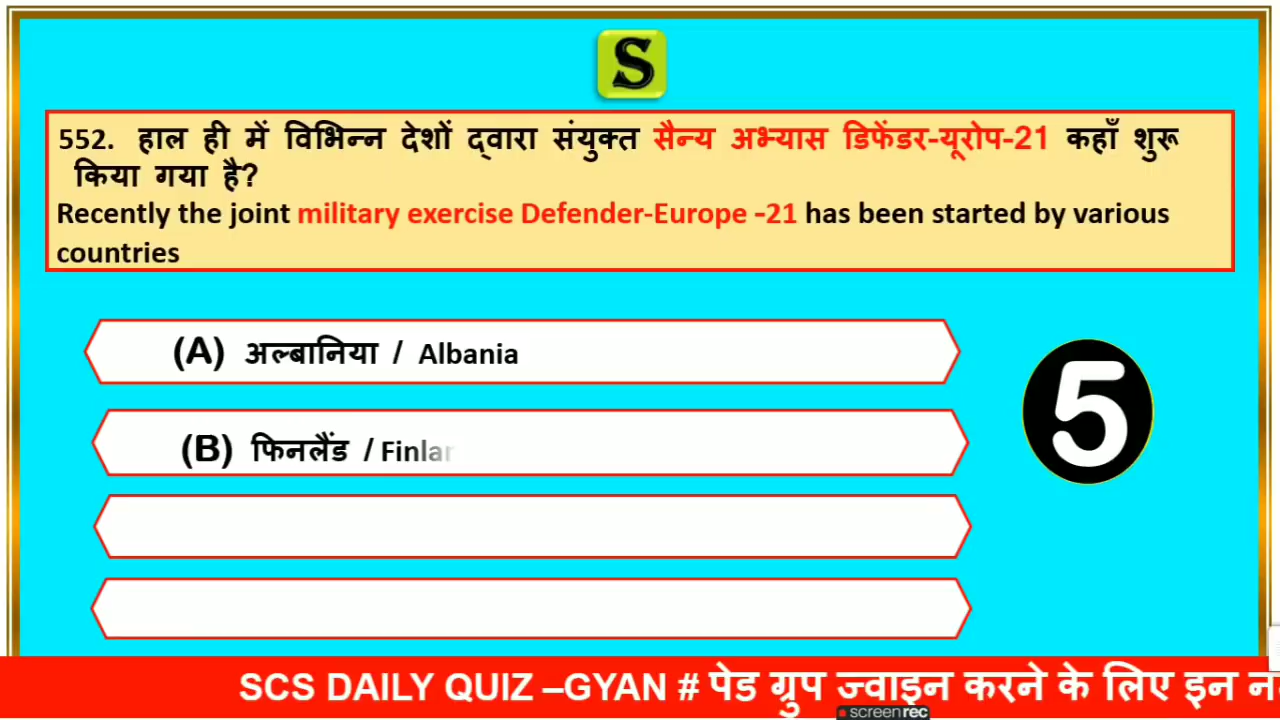 S
552. हाल ही में विभिन्न देशों द्वारा संयुक्त सैन्य अभ्यास डिफेंडर-यूरोप-21 कहाँ शुरू
किया गया है?
Recently the joint military exercise Defender-Europe -21 has been started by various
countries
(A) अल्बानिया / Albania
5
(B) फिनलैंड / Finlan
SCS DAILY QUIZ –GYAN # पेड ग्रुप ज्वाइन करने के लिए इन
screenrec